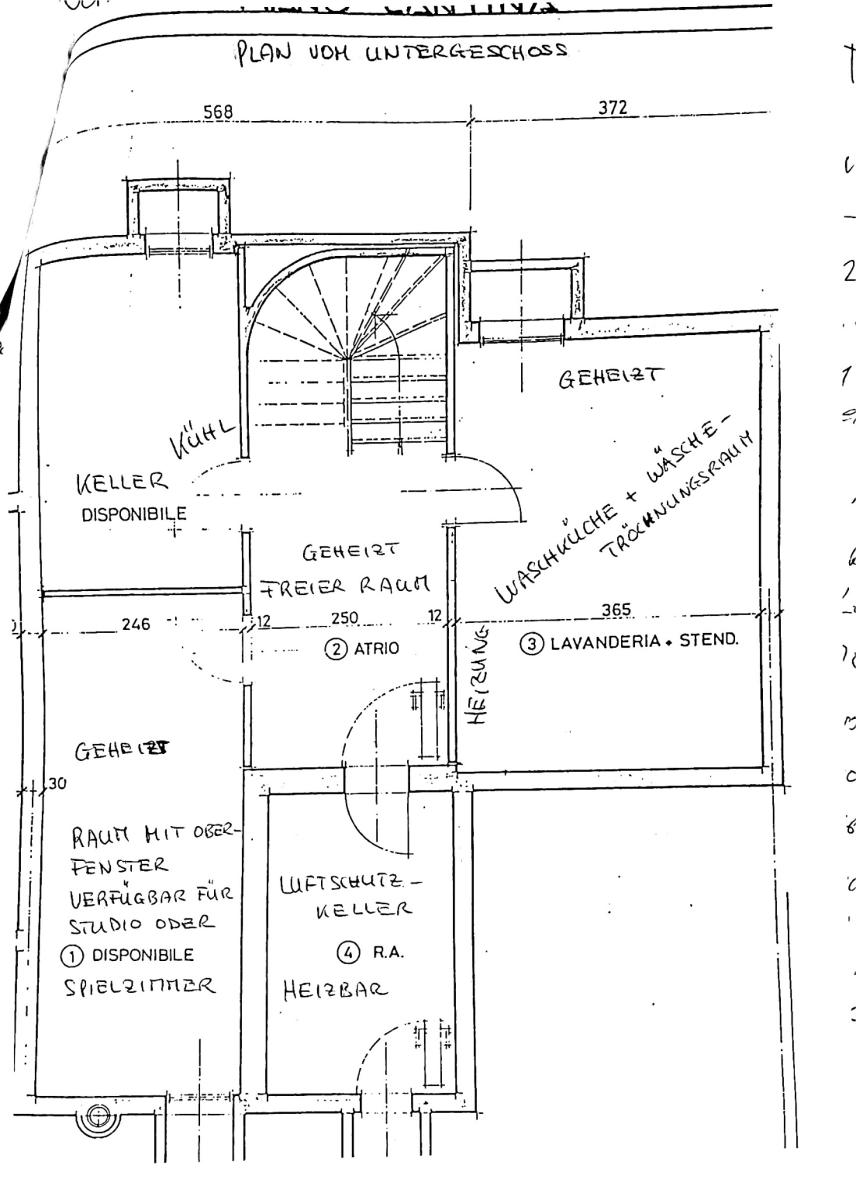 PLAN VOM UNTERGESCHOSS
568
372
GEHEIZT
KÜHL
KELLER
DISPONIBILE
WASCHKÜCHE + WÄSCHE-
TRÖCKNUNGSRAUM
GEHEIZT
FREIER RAUM
246
12
250
12
365
② ATRIO
③ LAVANDERIA + STEND.
HEIZUNG
GEHEIZT
30
RAUM MIT OBER-
FENSTER
VERFÜGBAR FÜR
STUDIO ODER
① DISPONIBILE
SPIELZIMMER
LUFTSCHUTZ-
KELLER
④ R.A.
HEIZBAR